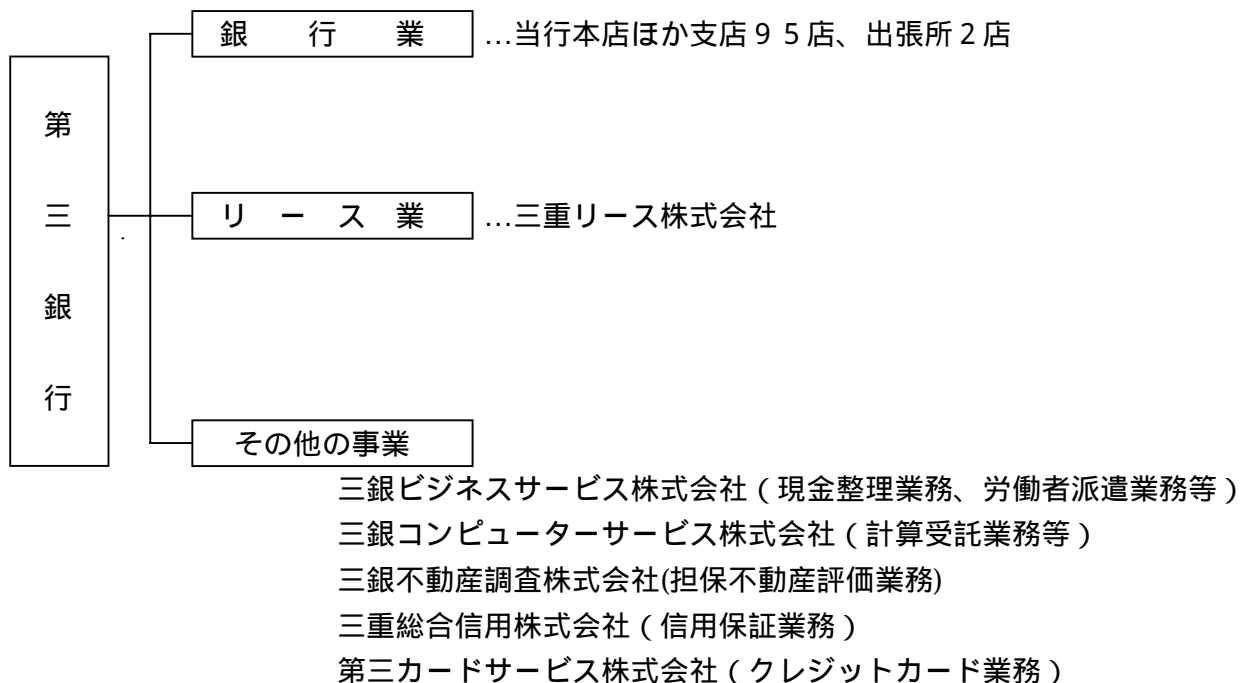 銀　行　業 …当行本店ほか支店９５店、出張所２店
第三銀行
リ　ー　ス　業 …三重リース株式会社
その他の事業
三銀ビジネスサービス株式会社（現金整理業務、労働者派遣業務等）
三銀コンピューターサービス株式会社（計算受託業務等）
三銀不動産調査株式会社(担保不動産評価業務)
三重総合信用株式会社（信用保証業務）
第三カードサービス株式会社（クレジットカード業務）